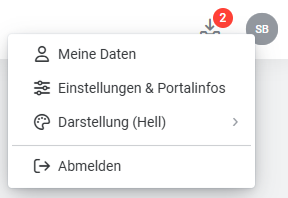 2
SB
Meine Daten
Einstellungen & Portalinfos
Darstellung (Hell)
Abmelden